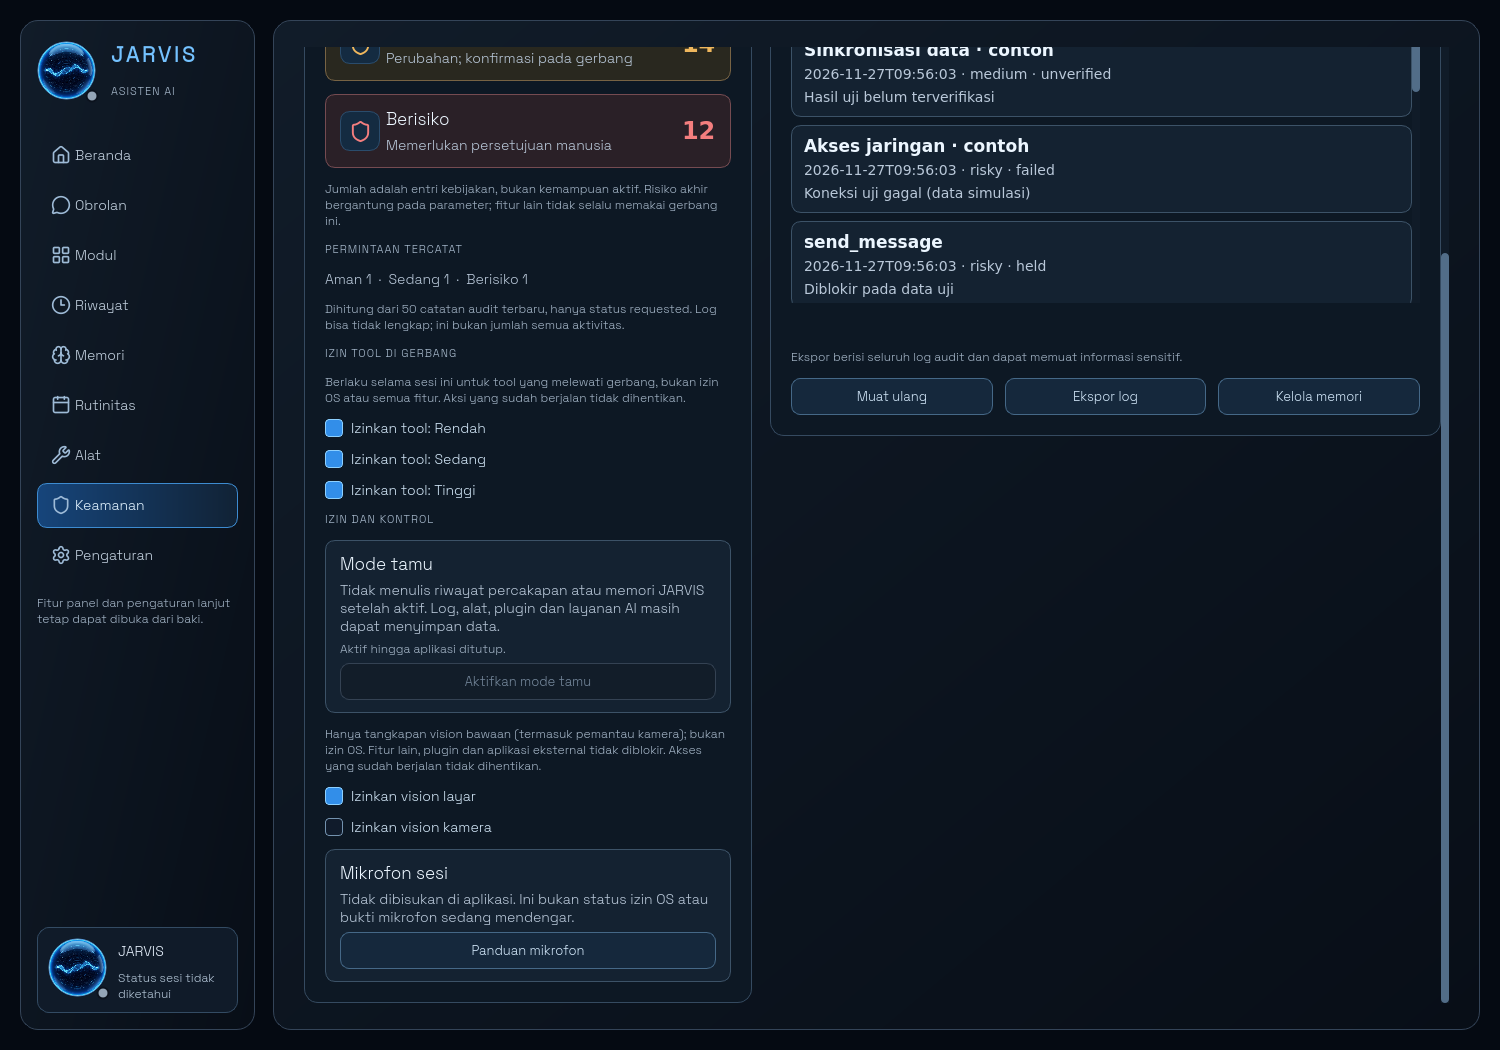 JARVIS
ASISTEN AI
Beranda
Obrolan
Modul
Riwayat
Memori
Rutinitas
Alat
Keamanan
Pengaturan
Fitur panel dan pengaturan lanjut
tetap dapat dibuka dari baki.
JARVIS
Status sesi tidak
diketahui
Perubahan; konfirmasi pada gerbang
14
Berisiko
Memerlukan persetujuan manusia
12
Jumlah adalah entri kebijakan, bukan kemampuan aktif. Risiko akhir
bergantung pada parameter; fitur lain tidak selalu memakai gerbang
ini.
PERMINTAAN TERCATAT
Aman 1 · Sedang 1 · Berisiko 1
Dihitung dari 50 catatan audit terbaru, hanya status requested. Log
bisa tidak lengkap; ini bukan jumlah semua aktivitas.
IZIN TOOL DI GERBANG
Berlaku selama sesi ini untuk tool yang melewati gerbang, bukan izin
OS atau semua fitur. Aksi yang sudah berjalan tidak dihentikan.
Izinkan tool: Rendah
Izinkan tool: Sedang
Izinkan tool: Tinggi
IZIN DAN KONTROL
Mode tamu
Tidak menulis riwayat percakapan atau memori JARVIS
setelah aktif. Log, alat, plugin dan layanan AI masih
dapat menyimpan data.
Aktif hingga aplikasi ditutup.
Aktifkan mode tamu
Hanya tangkapan vision bawaan (termasuk pemantau kamera); bukan
izin OS. Fitur lain, plugin dan aplikasi eksternal tidak diblokir. Akses
yang sudah berjalan tidak dihentikan.
Izinkan vision layar
Izinkan vision kamera
Mikrofon sesi
Tidak dibisukan di aplikasi. Ini bukan status izin OS atau
bukti mikrofon sedang mendengar.
Panduan mikrofon
Sinkronisasi data · contoh
2026-11-27T09:56:03 · medium · unverified
Hasil uji belum terverifikasi
Akses jaringan · contoh
2026-11-27T09:56:03 · risky · failed
Koneksi uji gagal (data simulasi)
send_message
2026-11-27T09:56:03 · risky · held
Diblokir pada data uji
Ekspor berisi seluruh log audit dan dapat memuat informasi sensitif.
Muat ulang
Ekspor log
Kelola memori